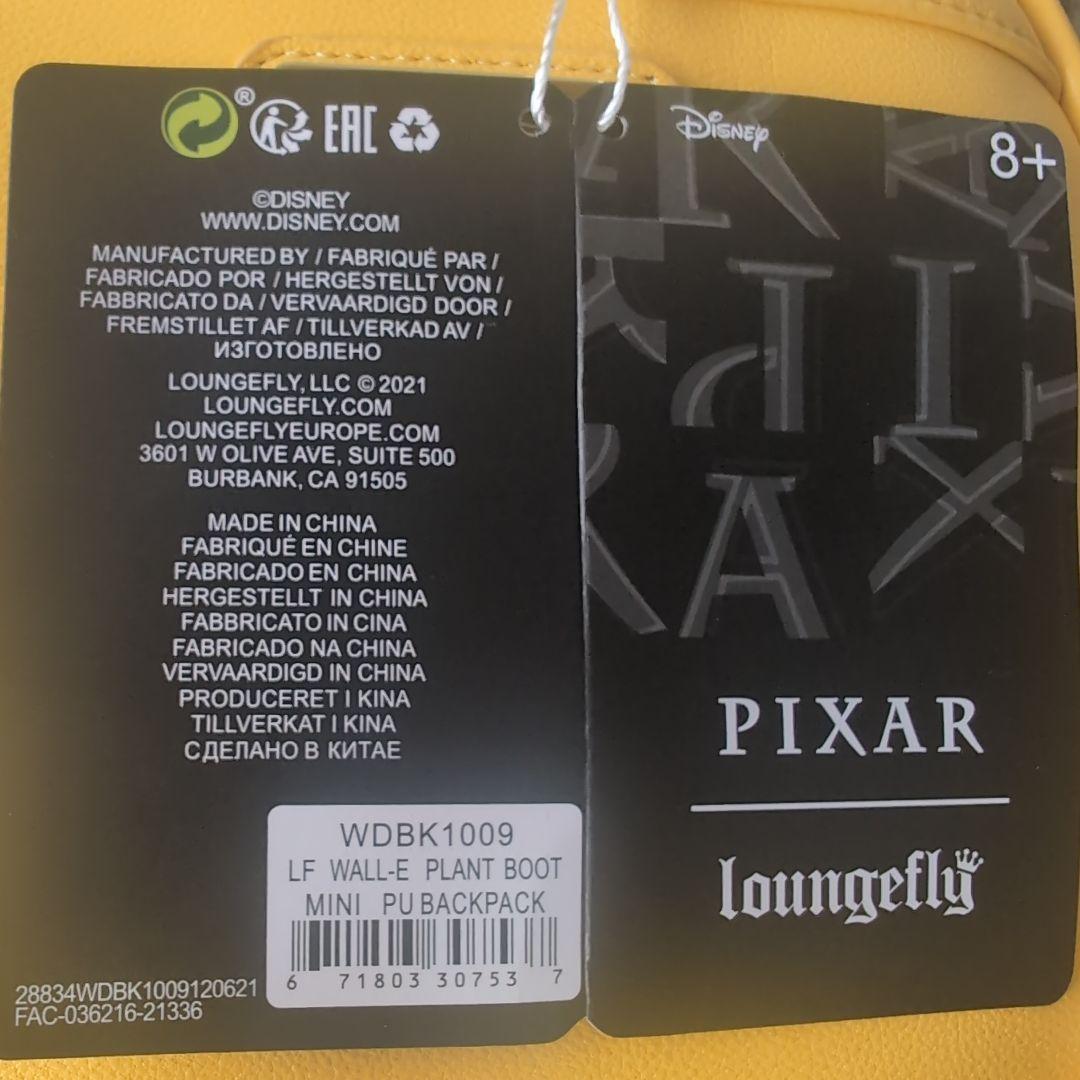 ®
EAC
©DISNEY
WWW.DISNEY.COM
MANUFACTURED BY / FABRIQUÉ PAR /
FABRICADO POR / HERGESTELLT VON /
FABBRICATO DA / VERVAARDIGD DOOR /
FREMSTILLET AF / TILLVERKAD AV /
ИЗГОТОВЛЕНО
LOUNGEFLY, LLC © 2021
LOUNGEFLY.COM
LOUNGEFLYEUROPE.COM
3601 W OLIVE AVE, SUITE 500
BURBANK, CA 91505
MADE IN CHINA
FABRIQUÉ EN CHINE
FABRICADO EN CHINA
HERGESTELLT IN CHINA
FABBRICATO IN CINA
FABRICADO NA CHINA
VERVAARDIGD IN CHINA
PRODUCERET I KINA
TILLVERKAT I KINA
СДЕЛАНО В КИТАЕ
WDBK1009
LF WALL-E PLANT BOOT
MINI PU BACKPACK
6 71803 30753 7
28834WDBK1009120621
FAC-036216-21336
Disney
8+
PIXAR
loungefly